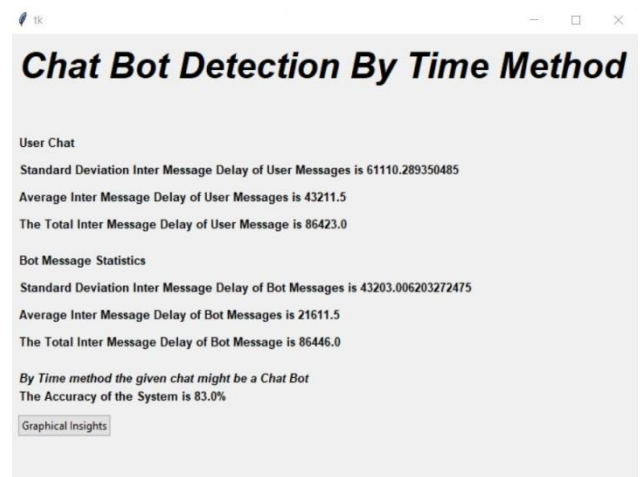 tk
Chat Bot Detection By Time Method
User Chat
Standard Deviation Inter Message Delay of User Messages is 61110.289350485
Average Inter Message Delay of User Messages is 43211.5
The Total Inter Message Delay of User Message is 86423.0
Bot Message Statistics
Standard Deviation Inter Message Delay of Bot Messages is 43203.006203272475
Average Inter Message Delay of Bot Messages is 21611.5
The Total Inter Message Delay of Bot Message is 86446.0
By Time method the given chat might be a Chat Bot
The Accuracy of the System is 83.0%
Graphical Insights